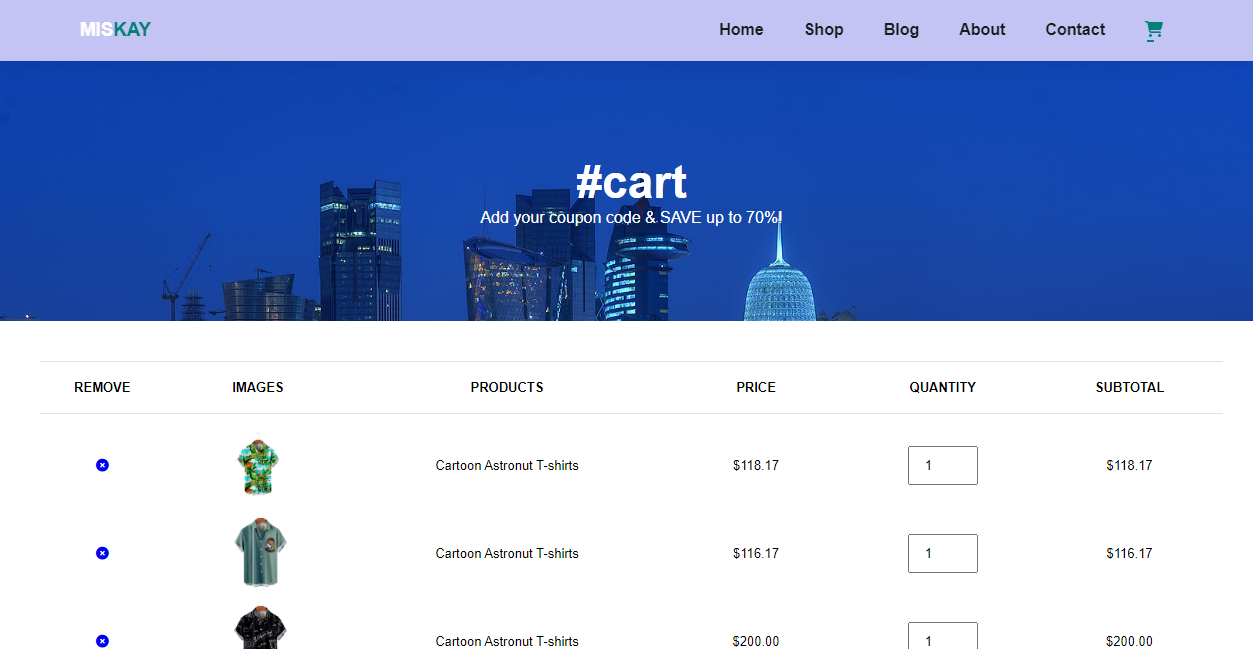 MISKAY Home Shop Blog About Contact
#cart
Add your coupon code & SAVE up to 70%!
REMOVE IMAGES PRODUCTS PRICE QUANTITY SUBTOTAL
Cartoon Astronut T-shirts $118.17 1 $118.17
Cartoon Astronut T-shirts $116.17 1 $116.17
Cartoon Astronut T-shirts $200.00 1 $200.00